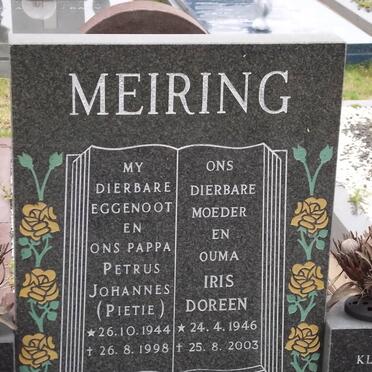 MEIRING
MY
DIERBARE
EGGENOOT
EN
ONS PAPPA
PETRUS
JOHANNES
(PIETIE)
*26.10.1944
†26.8.1998
ONS
DIERBARE
MOEDER
EN
OUMA
IRIS
DOREEN
*24.4.1946
†25.8.2003